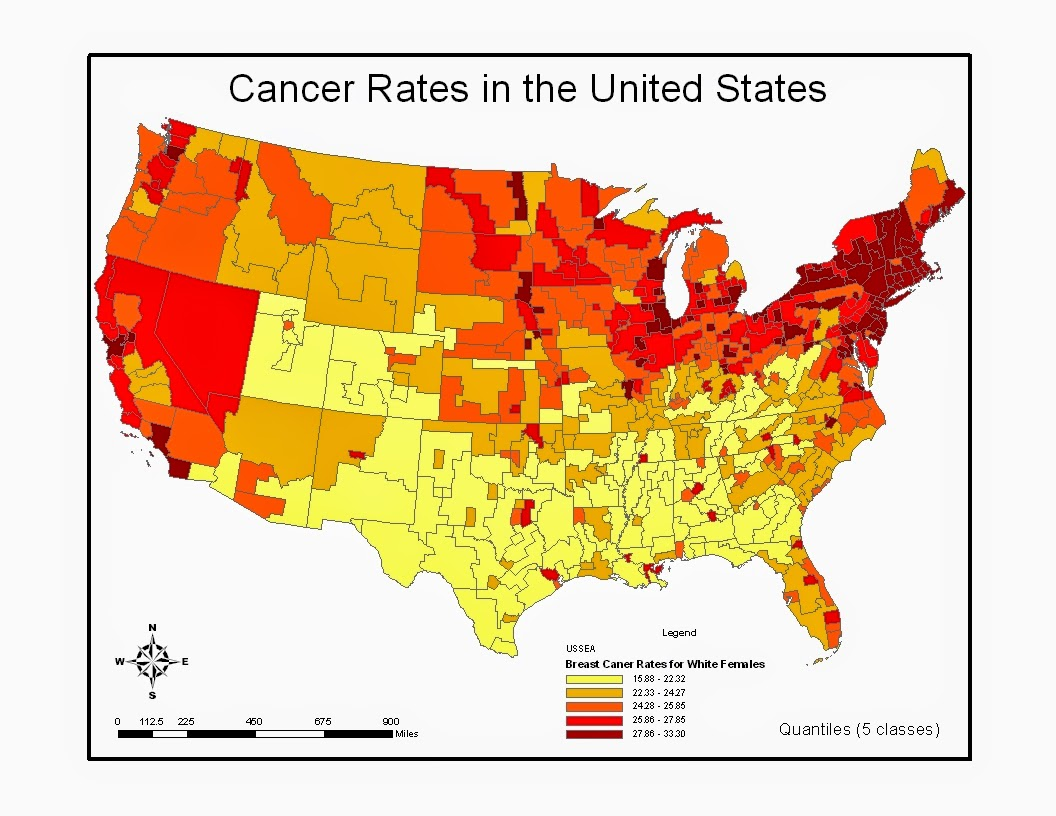 Cancer Rates in the United States
N
W E
S
0 112.5 225 450 675 900
Miles
Legend
USSEA
Breast Caner Rates for White Females
15.88 - 22.32
22.33 - 24.27
24.28 - 25.85
25.86 - 27.85
27.86 - 33.30
Quantiles (5 classes)